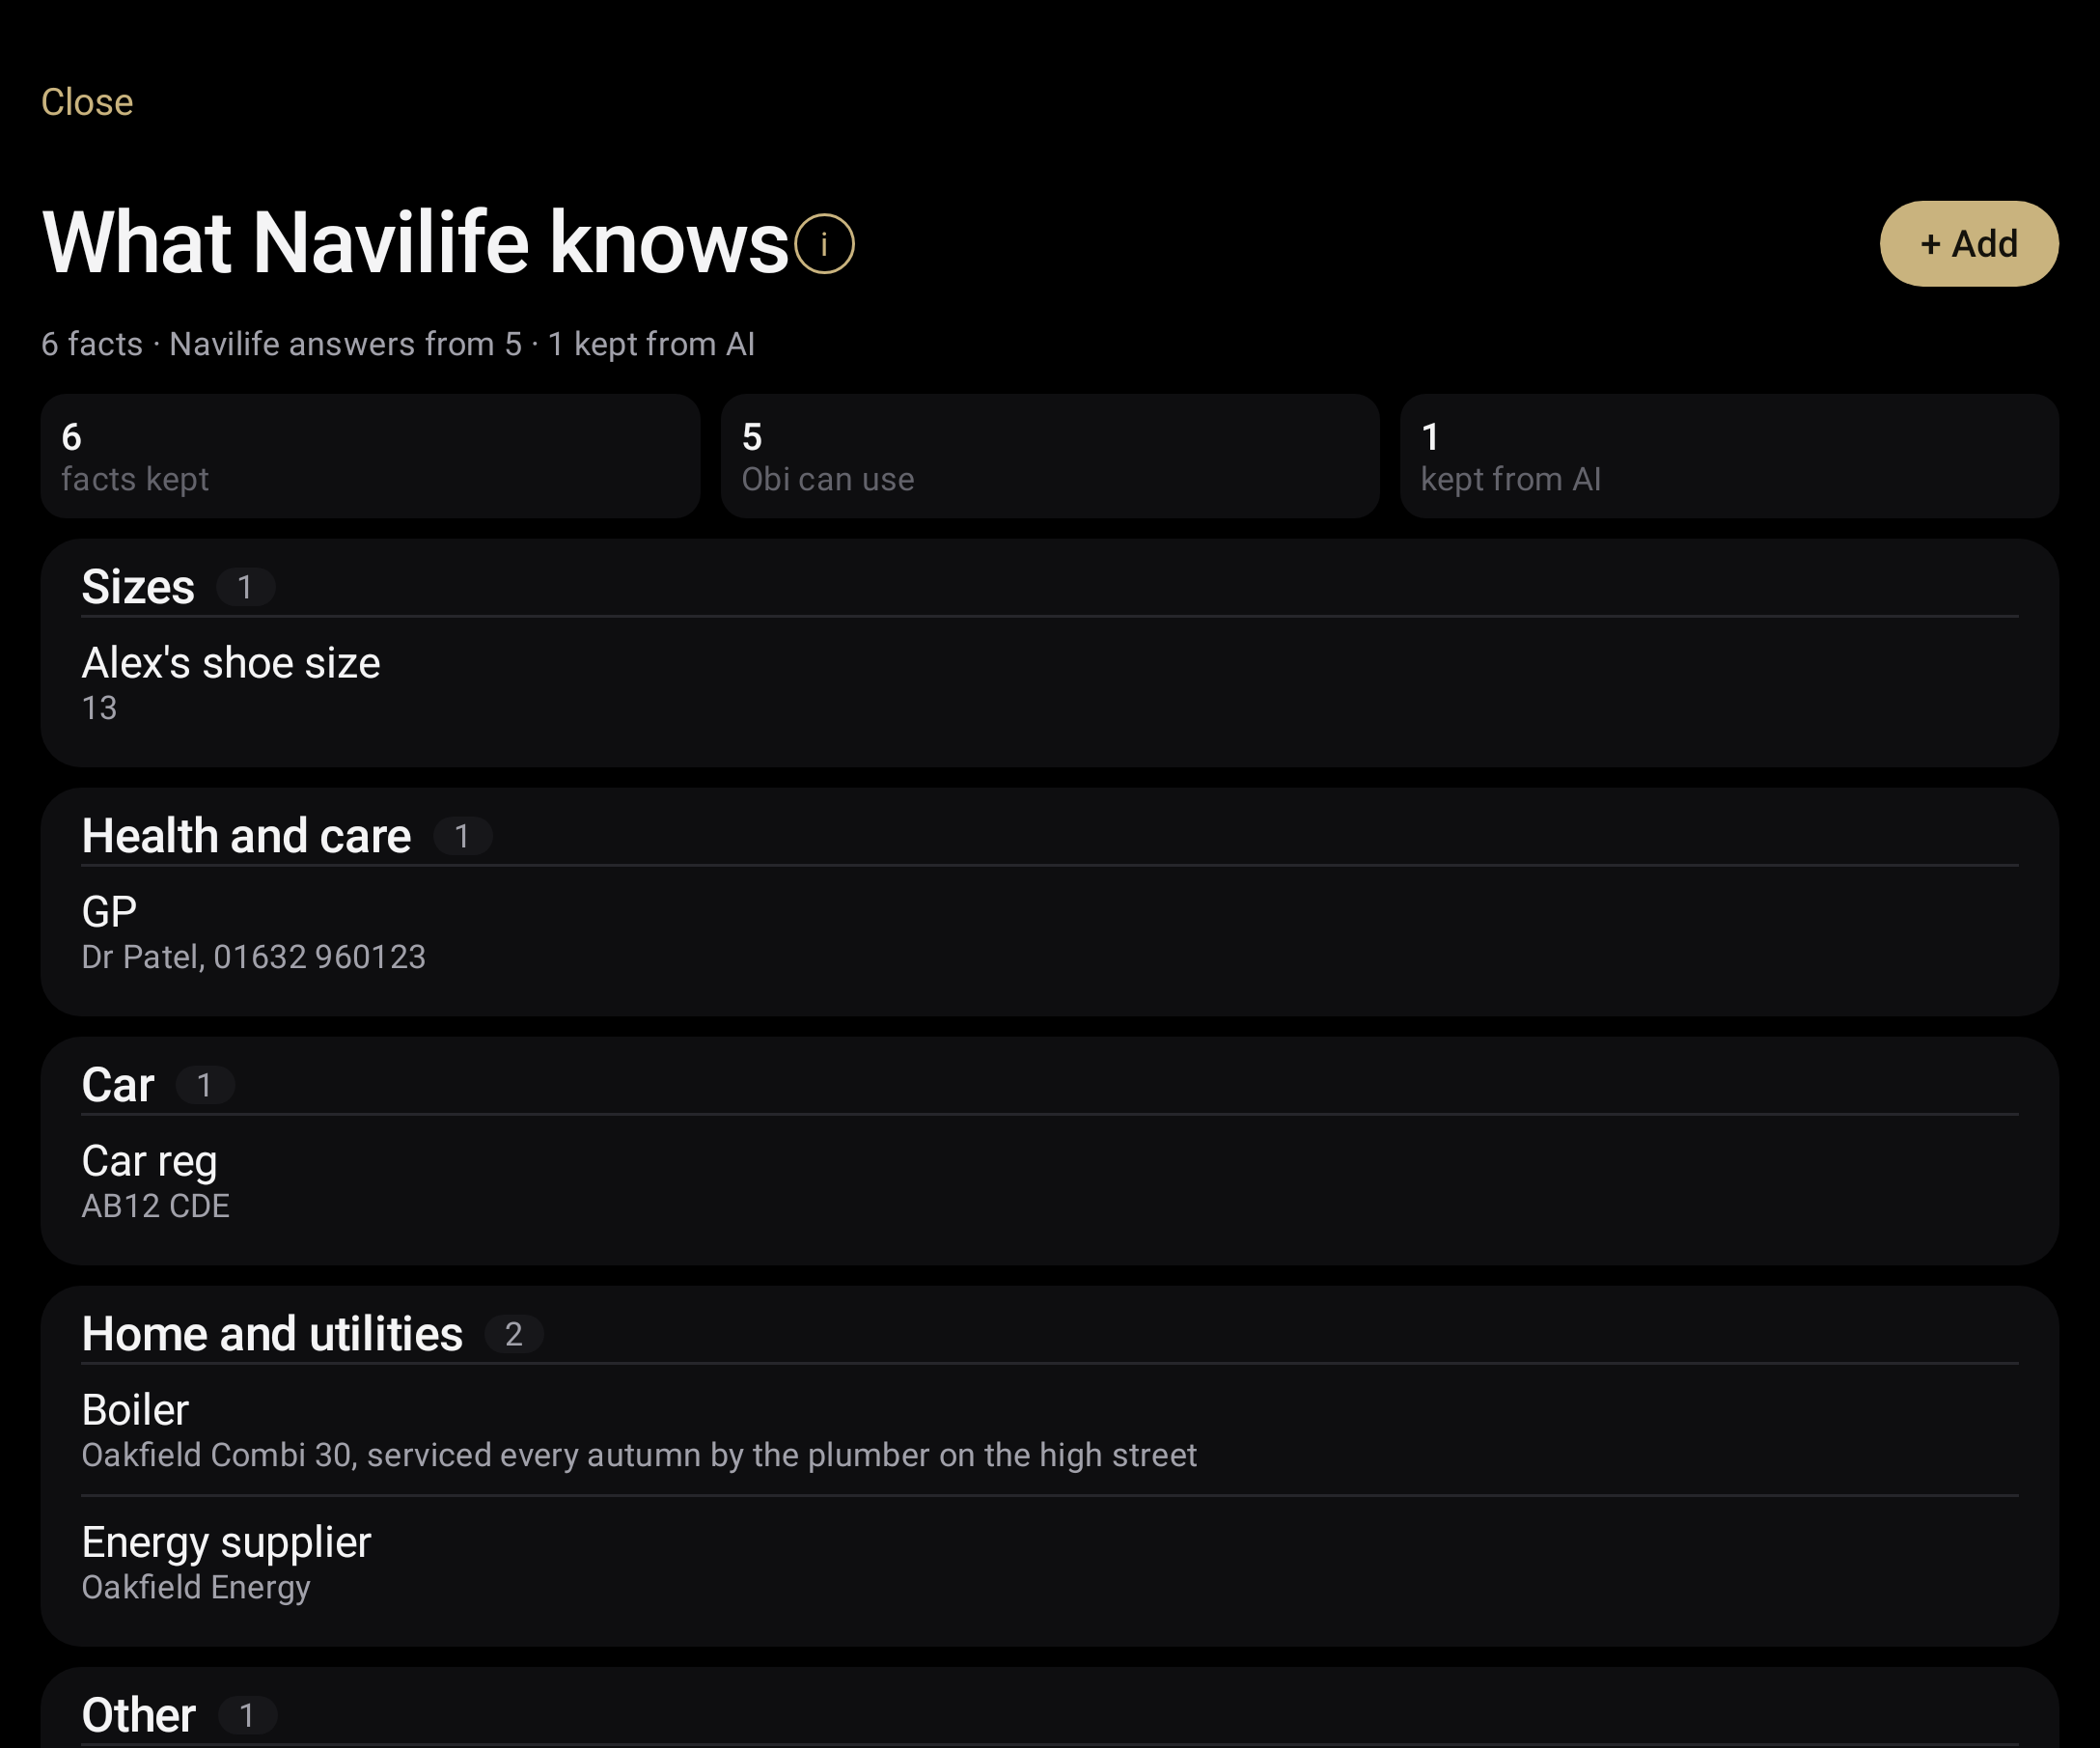 Close
What Navilife knows i
+ Add
6 facts · Navilife answers from 5 · 1 kept from AI
6
facts kept
5
Obi can use
1
kept from AI
Sizes 1
Alex's shoe size
13
Health and care 1
GP
Dr Patel, 01632 960123
Car 1
Car reg
AB12 CDE
Home and utilities 2
Boiler
Oakfield Combi 30, serviced every autumn by the plumber on the high street
Energy supplier
Oakfield Energy
Other 1